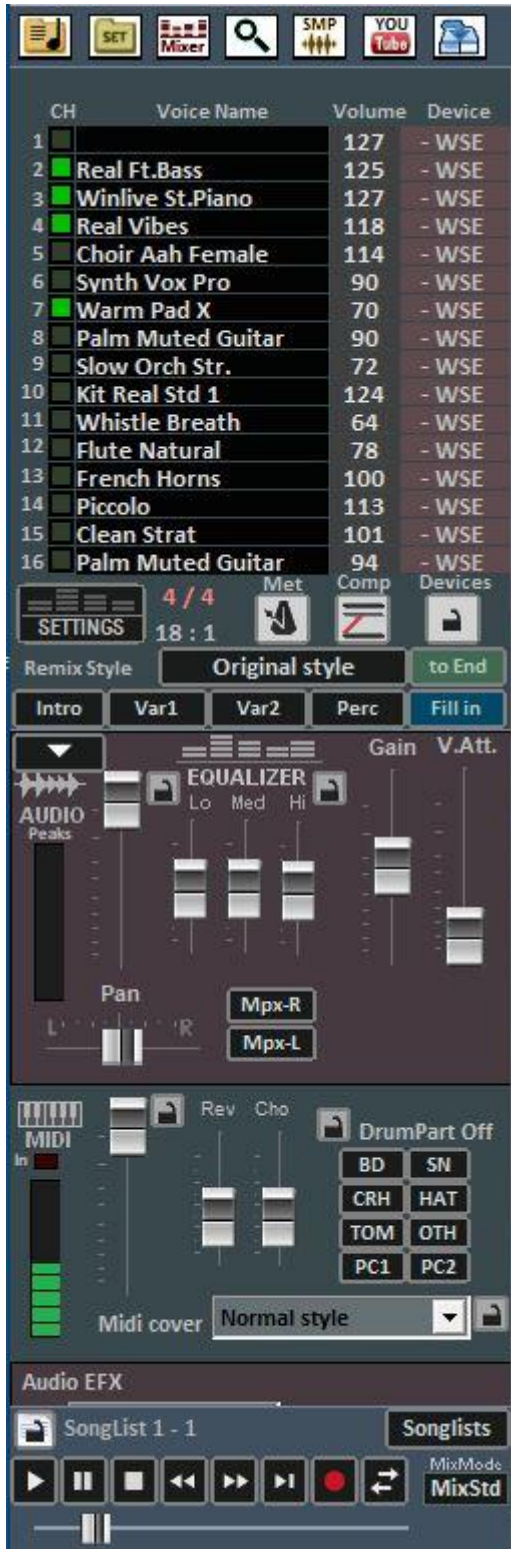 SET Mixer SMP YOU Tube
CH Voice Name Volume Device
1 127 - WSE
2 Real Ft.Bass 125 - WSE
3 Winlive St.Piano 127 - WSE
4 Real Vibes 118 - WSE
5 Choir Aah Female 114 - WSE
6 Synth Vox Pro 90 - WSE
7 Warm Pad X 70 - WSE
8 Palm Muted Guitar 90 - WSE
9 Slow Orch Str. 72 - WSE
10 Kit Real Std 1 124 - WSE
11 Whistle Breath 64 - WSE
12 Flute Natural 78 - WSE
13 French Horns 100 - WSE
14 Piccolo 113 - WSE
15 Clean Strat 101 - WSE
16 Palm Muted Guitar 94 - WSE
SETTINGS 4 / 4 Met Comp Devices
18 : 1
Remix Style Original style to End
Intro Var1 Var2 Perc Fill in
Gain V.Att.
EQUALIZER
AUDIO Lo Med Hi
Peaks
Pan
L R
Mpx-R
Mpx-L
MIDI Rev Cho DrumPart Off
In
BD SN
CRH HAT
TOM OTH
PC1 PC2
Midi cover Normal style
Audio EFX
SongList 1 - 1 Songlists
MixMode
MixStd